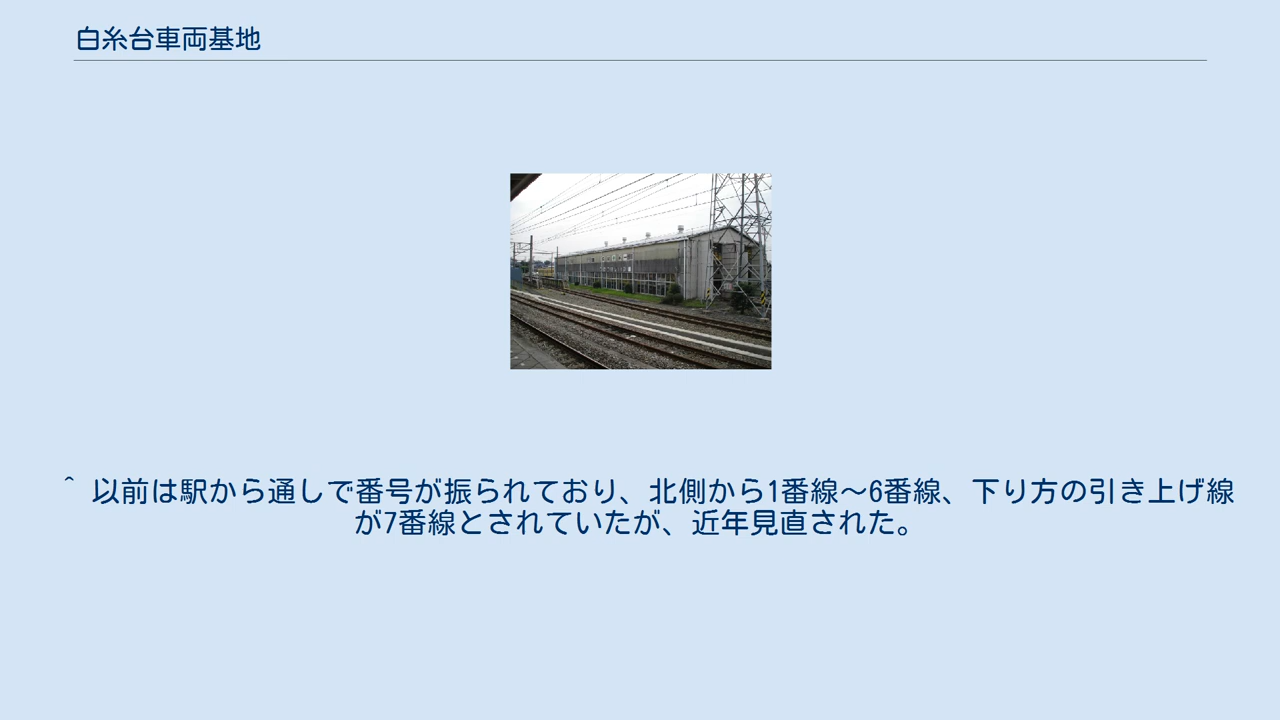 白糸台車両基地
^ 以前は駅から通しで番号が振られており、北側から1番線～6番線、下り方の引き上げ線
が7番線とされていたが、近年見直された。